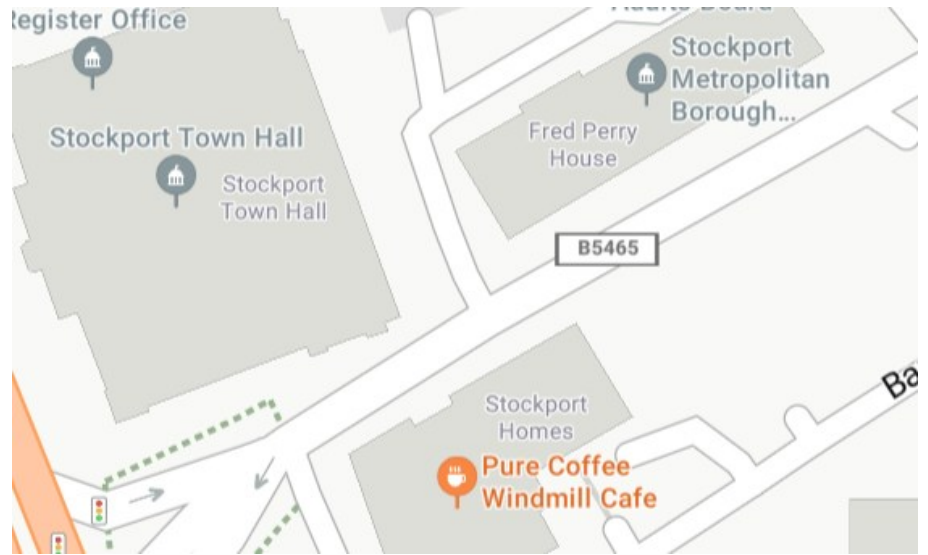 Register Office
Stockport
Metropolitan
Borough...
Fred Perry
House
Stockport Town Hall
Stockport
Town Hall
B5465
Stockport
Homes
Pure Coffee
Windmill Cafe